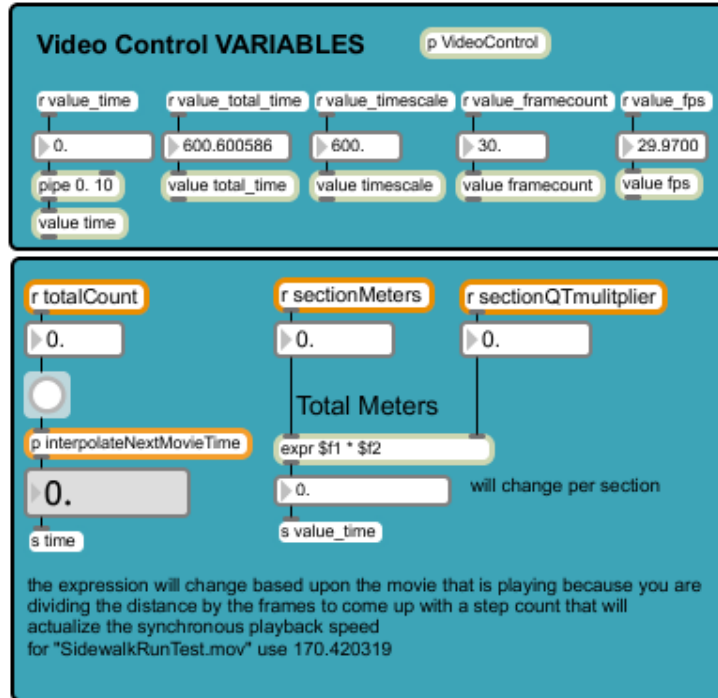 Video Control VARIABLES
p VideoControl
r value_time r value_total_time r value_timescale r value_framecount r value_fps
0. 600.600586 600. 30. 29.9700
pipe 0. 10 value total_time value timescale value framecount value fps
value time
r totalCount r sectionMeters r sectionQTmulitplier
0. 0. 0.
Total Meters
p interpolateNextMovieTime expr $f1 * $f2
0. 0. will change per section
s time s value_time
the expression will change based upon the movie that is playing because you are
dividing the distance by the frames to come up with a step count that will
actualize the synchronous playback speed
for "SidewalkRunTest.mov" use 170.420319